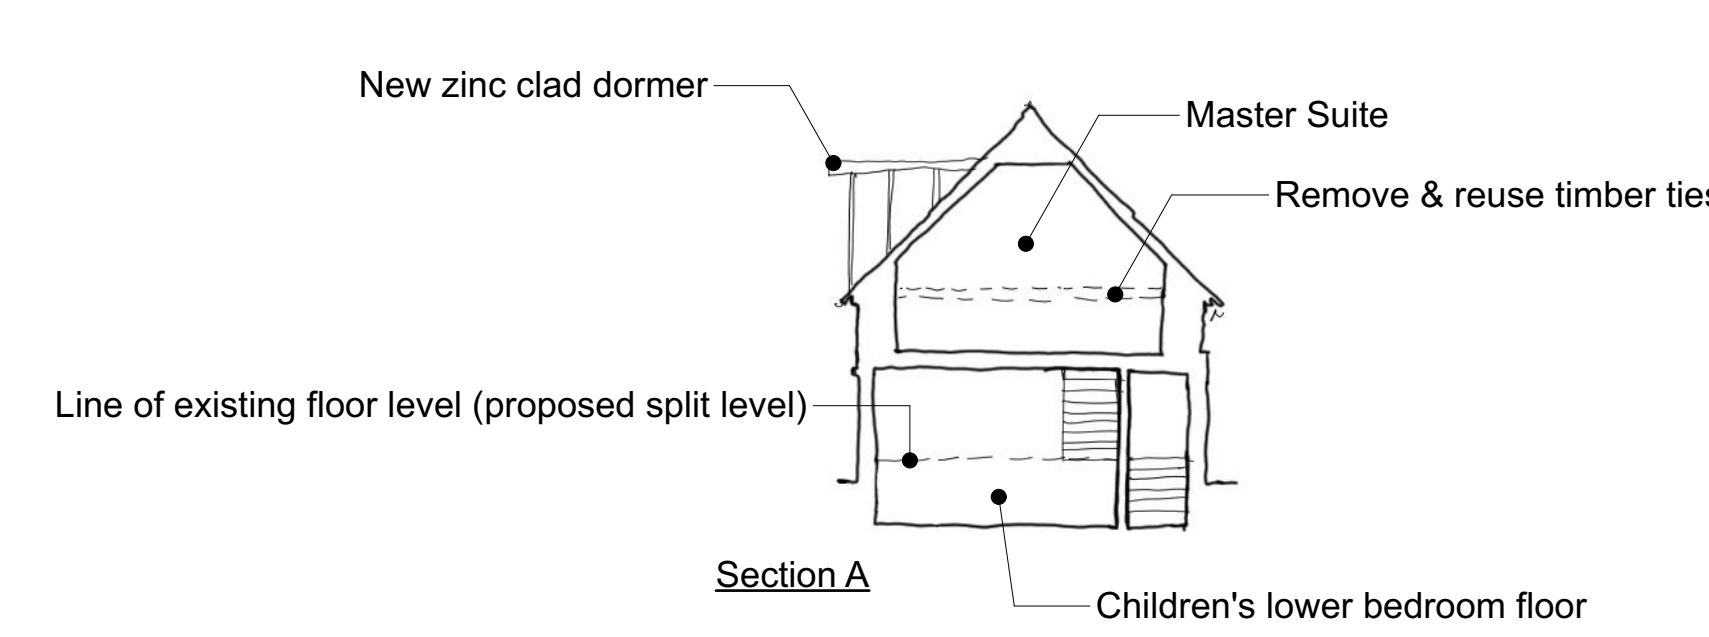 New zinc clad dormer
Master Suite
Remove & reuse timber ties
Line of existing floor level (proposed split level)
Section A
Children's lower bedroom floor